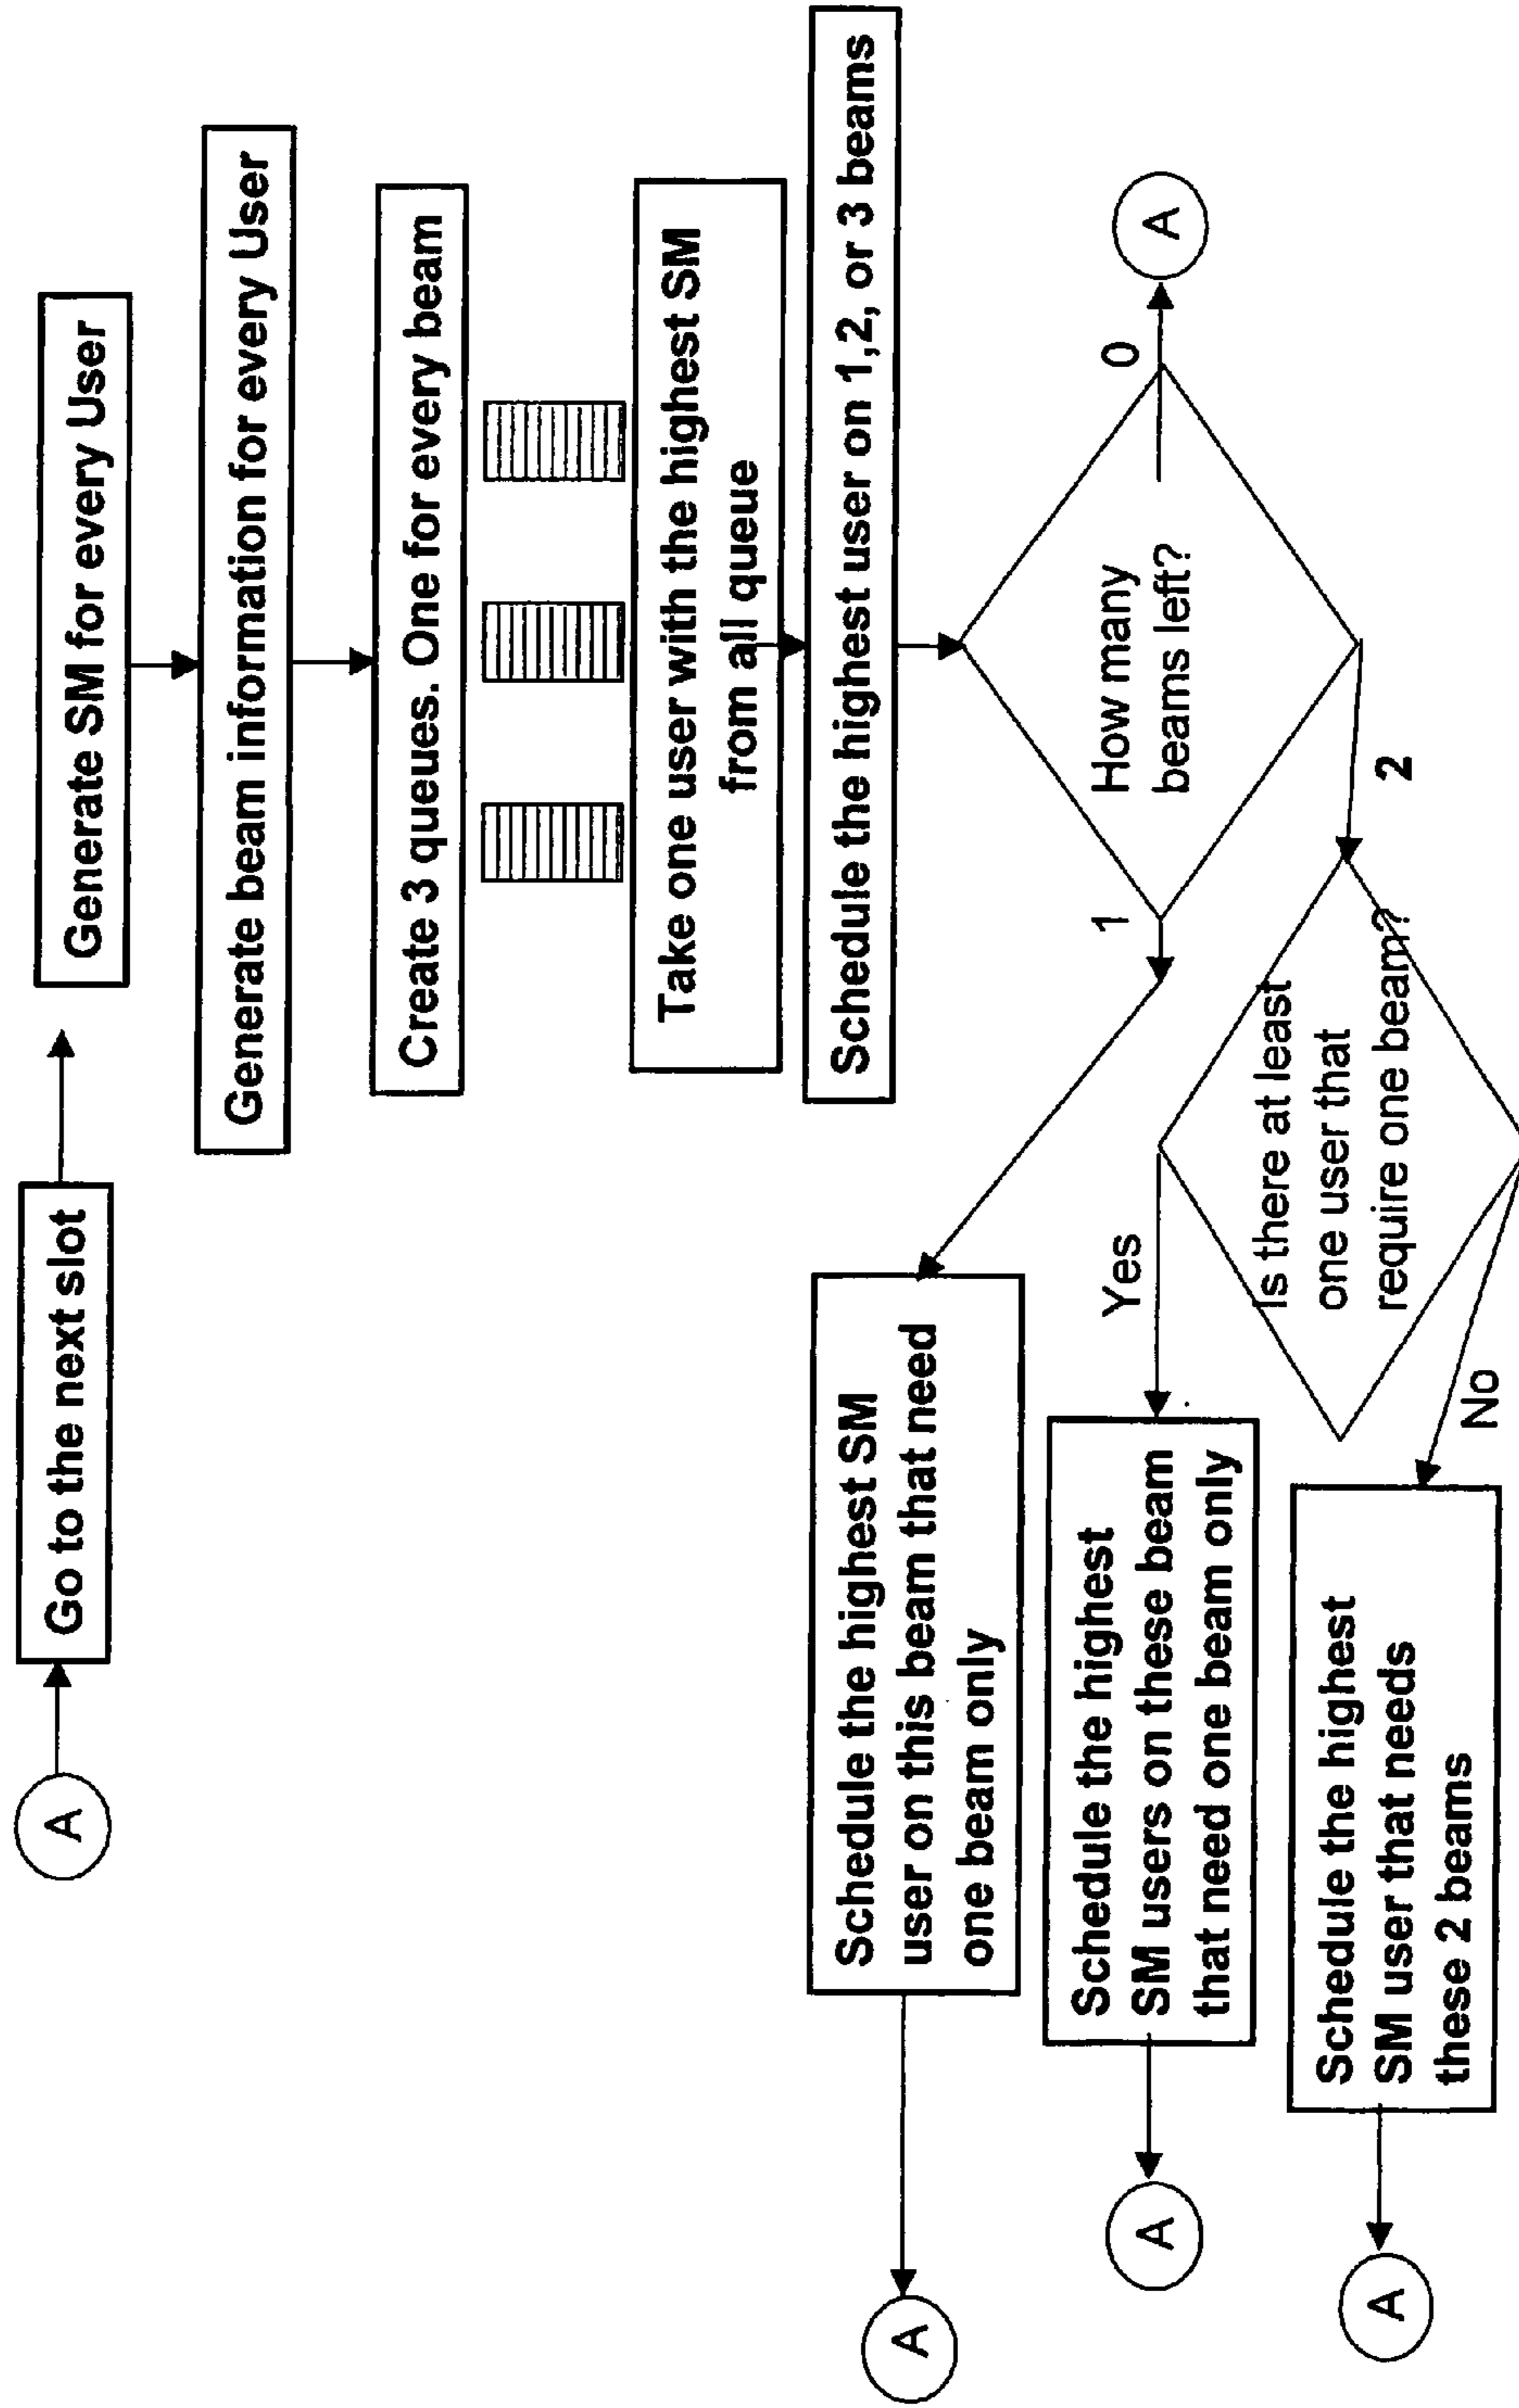 A
Go to the next slot
Generate SM for every User
Generate beam information for every User
Create 3 queues. One for every beam
Take one user with the highest SM
from all queue
Schedule the highest user on 1,2, or 3 beams
How many
beams left?
0
A
1
2
Schedule the highest SM
user on this beam that need
one beam only
A
Is there at least
one user that
require one beam?
Yes
Schedule the highest
SM users on these beam
that need one beam only
A
No
Schedule the highest
SM user that needs
these 2 beams
A